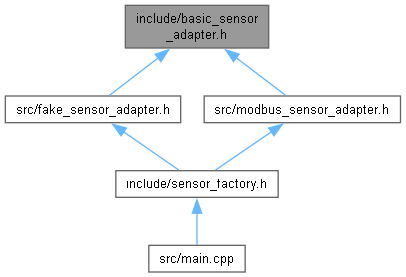 include/basic_sensor
_adapter.h
src/fake_sensor_adapter.h
src/modbus_sensor_adapter.h
include/sensor_factory.h
src/main.cpp